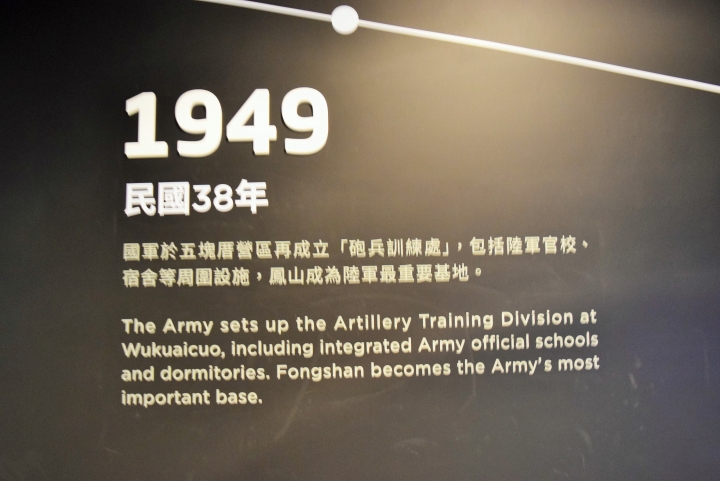 1949
民國38年
國軍於五塊厝營區再成立「砲兵訓練處」，包括陸軍官校、
宿舍等周圍設施，鳳山成為陸軍最重要基地。
The Army sets up the Artillery Training Division at
Wukuaicuo, including integrated Army official schools
and dormitories. Fongshan becomes the Army's most
important base.